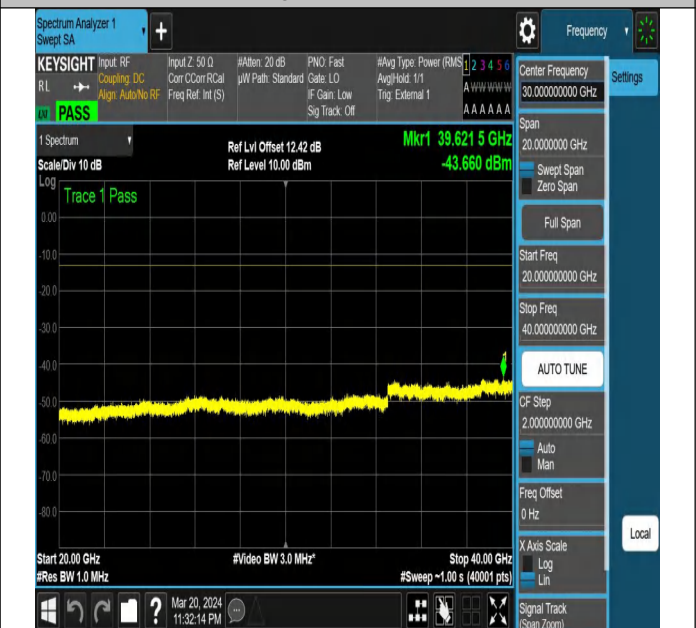 Spectrum Analyzer 1
Swept SA
Frequency
KEYSIGHT
RL
PASS
Input: RF
Coupling: DC
Align: Auto/No RF
Input Z: 50 Ω
Corr CCorr RCal
Freq Ref: Int (S)
#Atten: 20 dB
µW Path: Standard
PNO: Fast
Gate: LO
IF Gain: Low
Sig Track: Off
#Avg Type: Power (RMS
Avg|Hold: 1/1
Trig: External 1
1 2 3 4 5 6
A W W W W W
A A A A A A
1 Spectrum
Scale/Div 10 dB
Ref Lvl Offset 12.42 dB
Ref Level 10.00 dBm
Mkr1 39.621 5 GHz
-43.660 dBm
Log
Trace 1 Pass
0.00
-10.0
-20.0
-30.0
-40.0
-50.0
-60.0
-70.0
-80.0
Start 20.00 GHz
#Res BW 1.0 MHz
#Video BW 3.0 MHz*
Stop 40.00 GHz
#Sweep ~1.00 s (40001 pts)
Mar 20, 2024
11:32:14 PM
Center Frequency
30.000000000 GHz
Settings
Span
20.0000000 GHz
Swept Span
Zero Span
Full Span
Start Freq
20.000000000 GHz
Stop Freq
40.000000000 GHz
AUTO TUNE
CF Step
2.000000000 GHz
Auto
Man
Freq Offset
0 Hz
X Axis Scale
Log
Lin
Local
Signal Track
(Span Zoom)